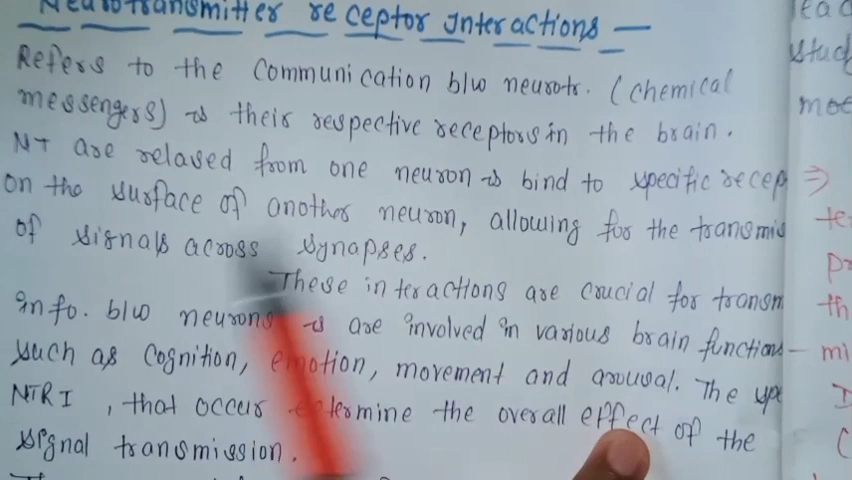 Neurotransmitter receptor Interactions —
Refers to the communication b/w neurotr. (chemical
messengers) & their respective receptors in the brain.
NT are relased from one neuron & bind to specific recep
on the surface of another neuron, allowing for the transmis
of signals across synapses.
These interactions are crucial for transm
info. b/w neurons & are involved in various brain functions
such as cognition, emotion, movement and arousal. The spe
NTRI, that occur determine the overall effect of the
signal transmission.